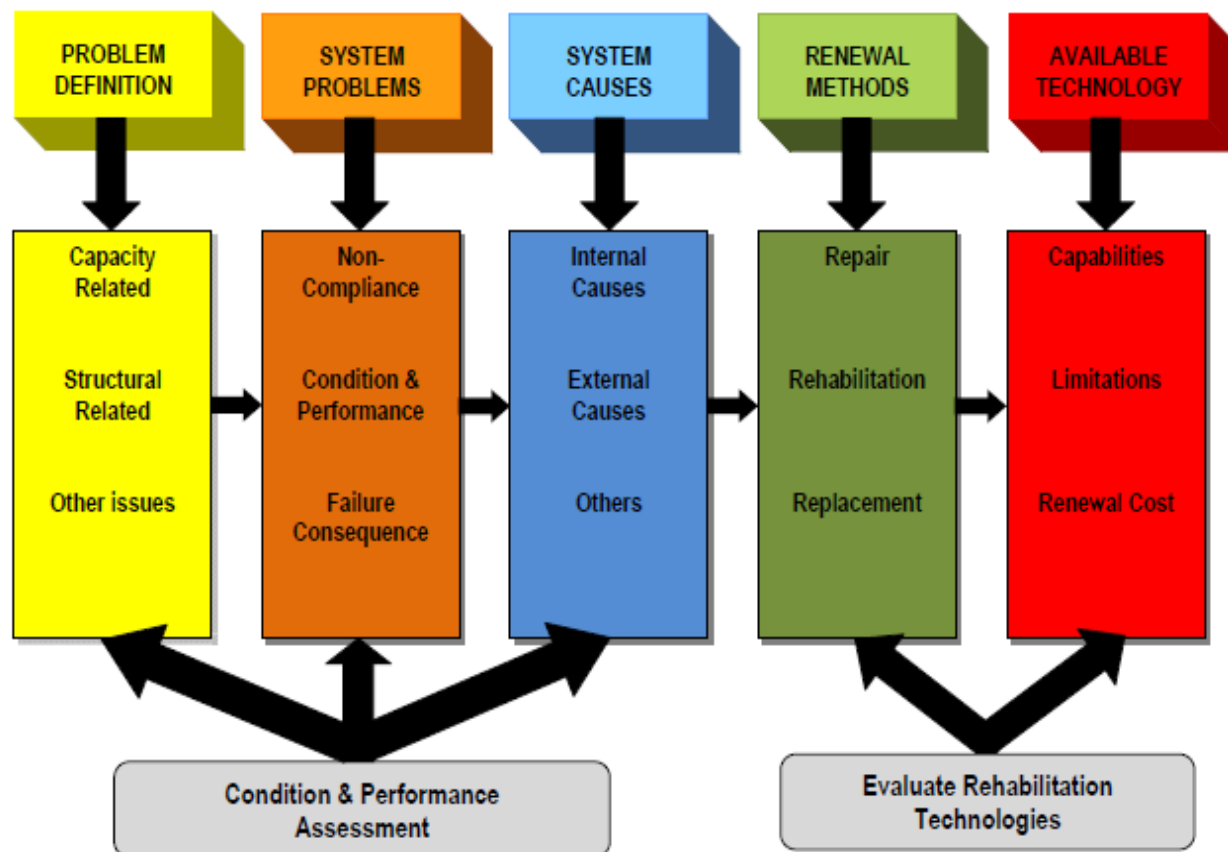 PROBLEM
DEFINITION
SYSTEM
PROBLEMS
SYSTEM
CAUSES
RENEWAL
METHODS
AVAILABLE
TECHNOLOGY
Capacity
Related
Structural
Related
Other issues
Non-
Compliance
Condition &
Performance
Failure
Consequence
Internal
Causes
External
Causes
Others
Repair
Rehabilitation
Replacement
Capabilities
Limitations
Renewal Cost
Condition & Performance
Assessment
Evaluate Rehabilitation
Technologies